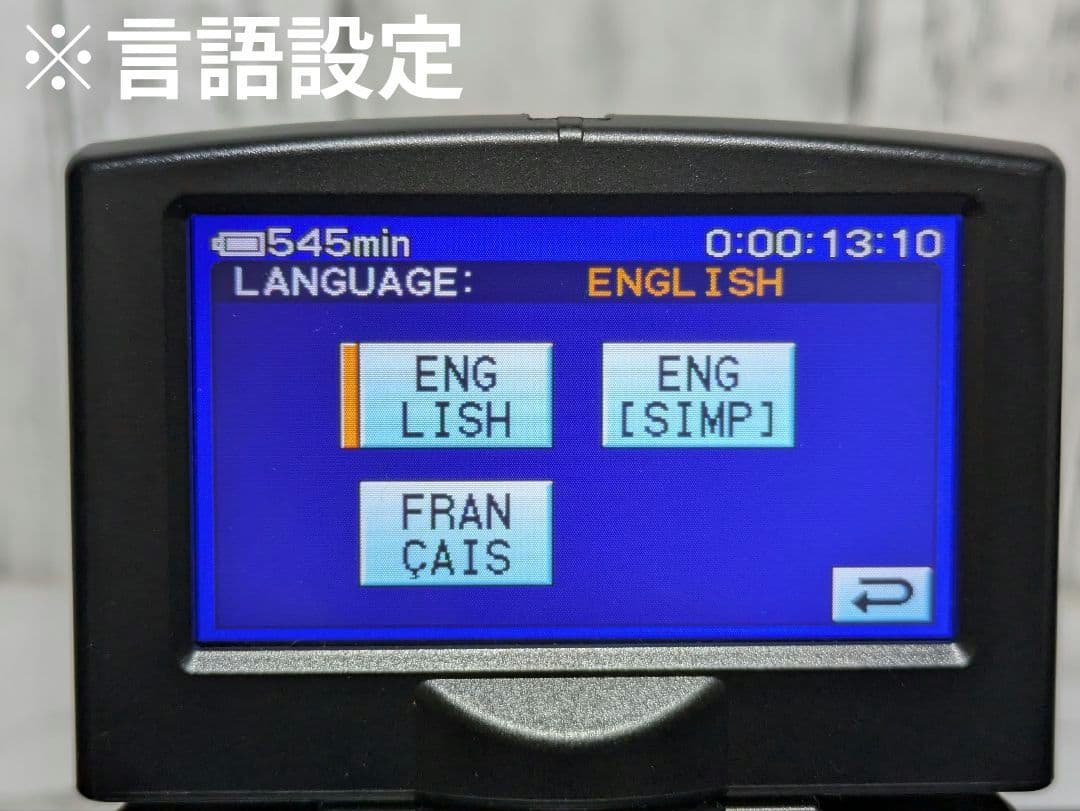 ※言語設定
545min 0:00:13:10
LANGUAGE: ENGLISH
ENG
LISH
ENG
[SIMP]
FRAN
ÇAIS